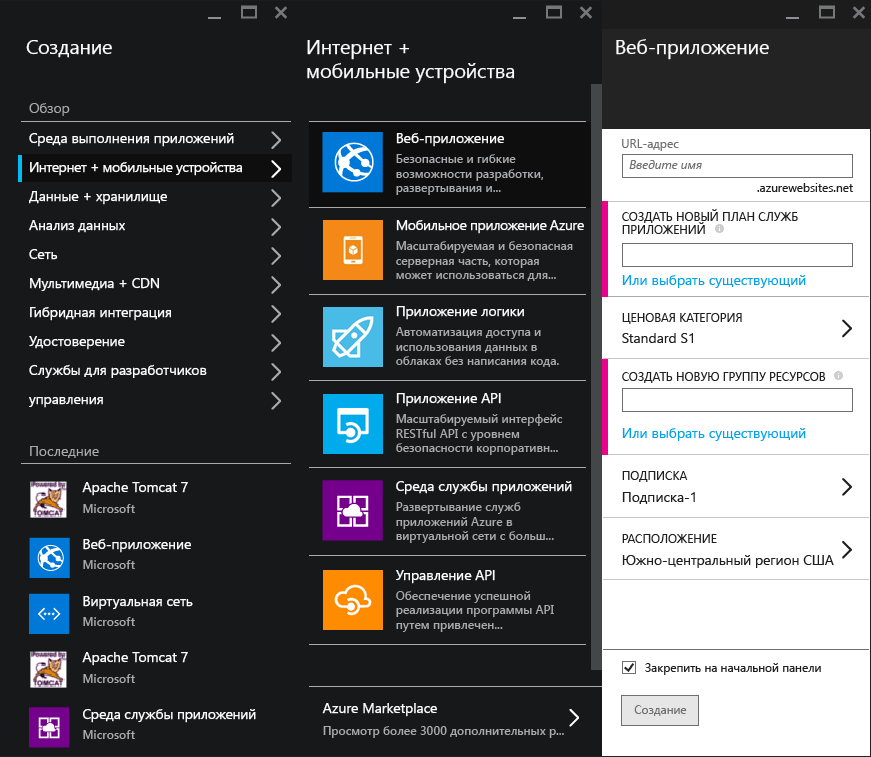 Создание
Обзор
Среда выполнения приложений
Интернет + мобильные устройства
Данные + хранилище
Анализ данных
Сеть
Мультимедиа + CDN
Гибридная интеграция
Удостоверение
Службы для разработчиков
управления
Последние
Apache Tomcat 7
Microsoft
Веб-приложение
Microsoft
Виртуальная сеть
Microsoft
Apache Tomcat 7
Microsoft
Среда службы приложений
Microsoft
Интернет +
мобильные устройства
Веб-приложение
Безопасные и гибкие
возможности разработки,
развертывания и...
Мобильное приложение Azure
Масштабируемая и безопасная
серверная часть, которая
может использоваться для...
Приложение логики
Автоматизация доступа и
использования данных в
облаках без написания кода.
Приложение API
Масштабируемый интерфейс
RESTful API с уровнем
безопасности корпоративн...
Среда службы приложений
Развертывание служб
приложений Azure в
виртуальной сети с больш...
Управление API
Обеспечение успешной
реализации программы API
путем привлечен...
Azure Marketplace
Просмотр более 3000 дополнительных р...
Веб-приложение
URL-адрес
Введите имя
.azurewebsites.net
СОЗДАТЬ НОВЫЙ ПЛАН СЛУЖБ
ПРИЛОЖЕНИЙ
Или выбрать существующий
ЦЕНОВАЯ КАТЕГОРИЯ
Standard S1
СОЗДАТЬ НОВУЮ ГРУППУ РЕСУРСОВ
Или выбрать существующий
ПОДПИСКА
Подписка-1
РАСПОЛОЖЕНИЕ
Южно-центральный регион США
Закрепить на начальной панели
Создание